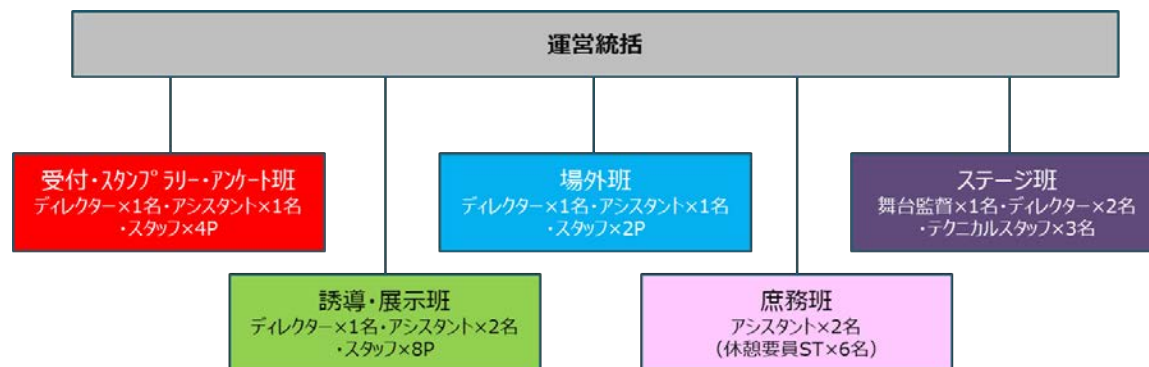 運営統括
受付・ｽﾀﾝﾌﾟラリー・ｱﾝｹｰﾄ班
ディレクター×1名・アシスタント×1名
・スタッフ×4P
場外班
ディレクター×1名・アシスタント×1名
・スタッフ×2P
ステージ班
舞台監督×1名・ディレクター×2名
・テクニカルスタッフ×3名
誘導・展示班
ディレクター×1名・アシスタント×2名
・スタッフ×8P
庶務班
アシスタント×2名
(休憩要員ST×6名)